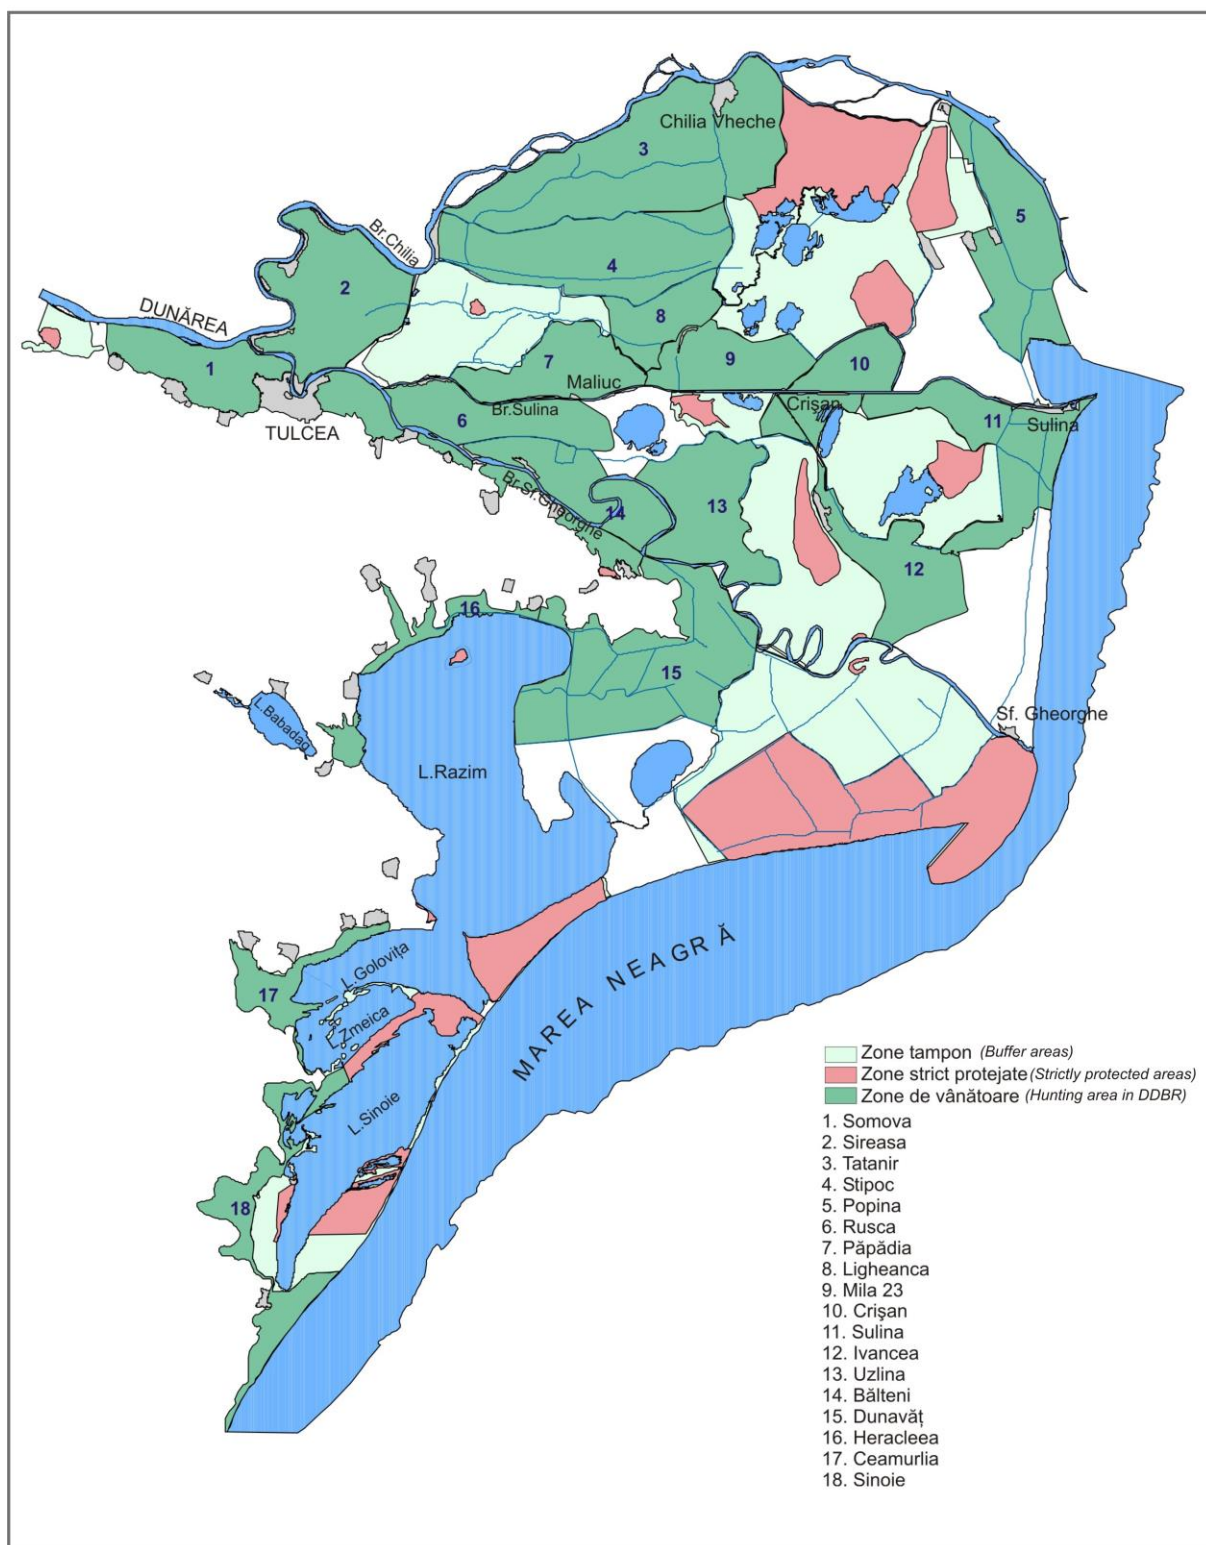 Chilia Vheche
3
5
Br.Chilia
4
2
DUNĂREA
8
9
10
7
1
Maliuc
6
Br.Sulina
Crișan
11
Sulina
TULCEA
Br.Sf.Gheorghe
13
14
12
16
15
L.Babadag
Sf. Gheorghe
L.Razim
MAREA NEAGRĂ
L.Golovița
17
L.Zmeica
L.Sinoie
18
Zone tampon (Buffer areas)
Zone strict protejate (Strictly protected areas)
Zone de vânătoare (Hunting area in DDBR)
1. Somova
2. Sireasa
3. Tatanir
4. Stipoc
5. Popina
6. Rusca
7. Păpădia
8. Ligheanca
9. Mila 23
10. Crişan
11. Sulina
12. Ivancea
13. Uzlina
14. Bălteni
15. Dunavăț
16. Heracleea
17. Ceamurlia
18. Sinoie